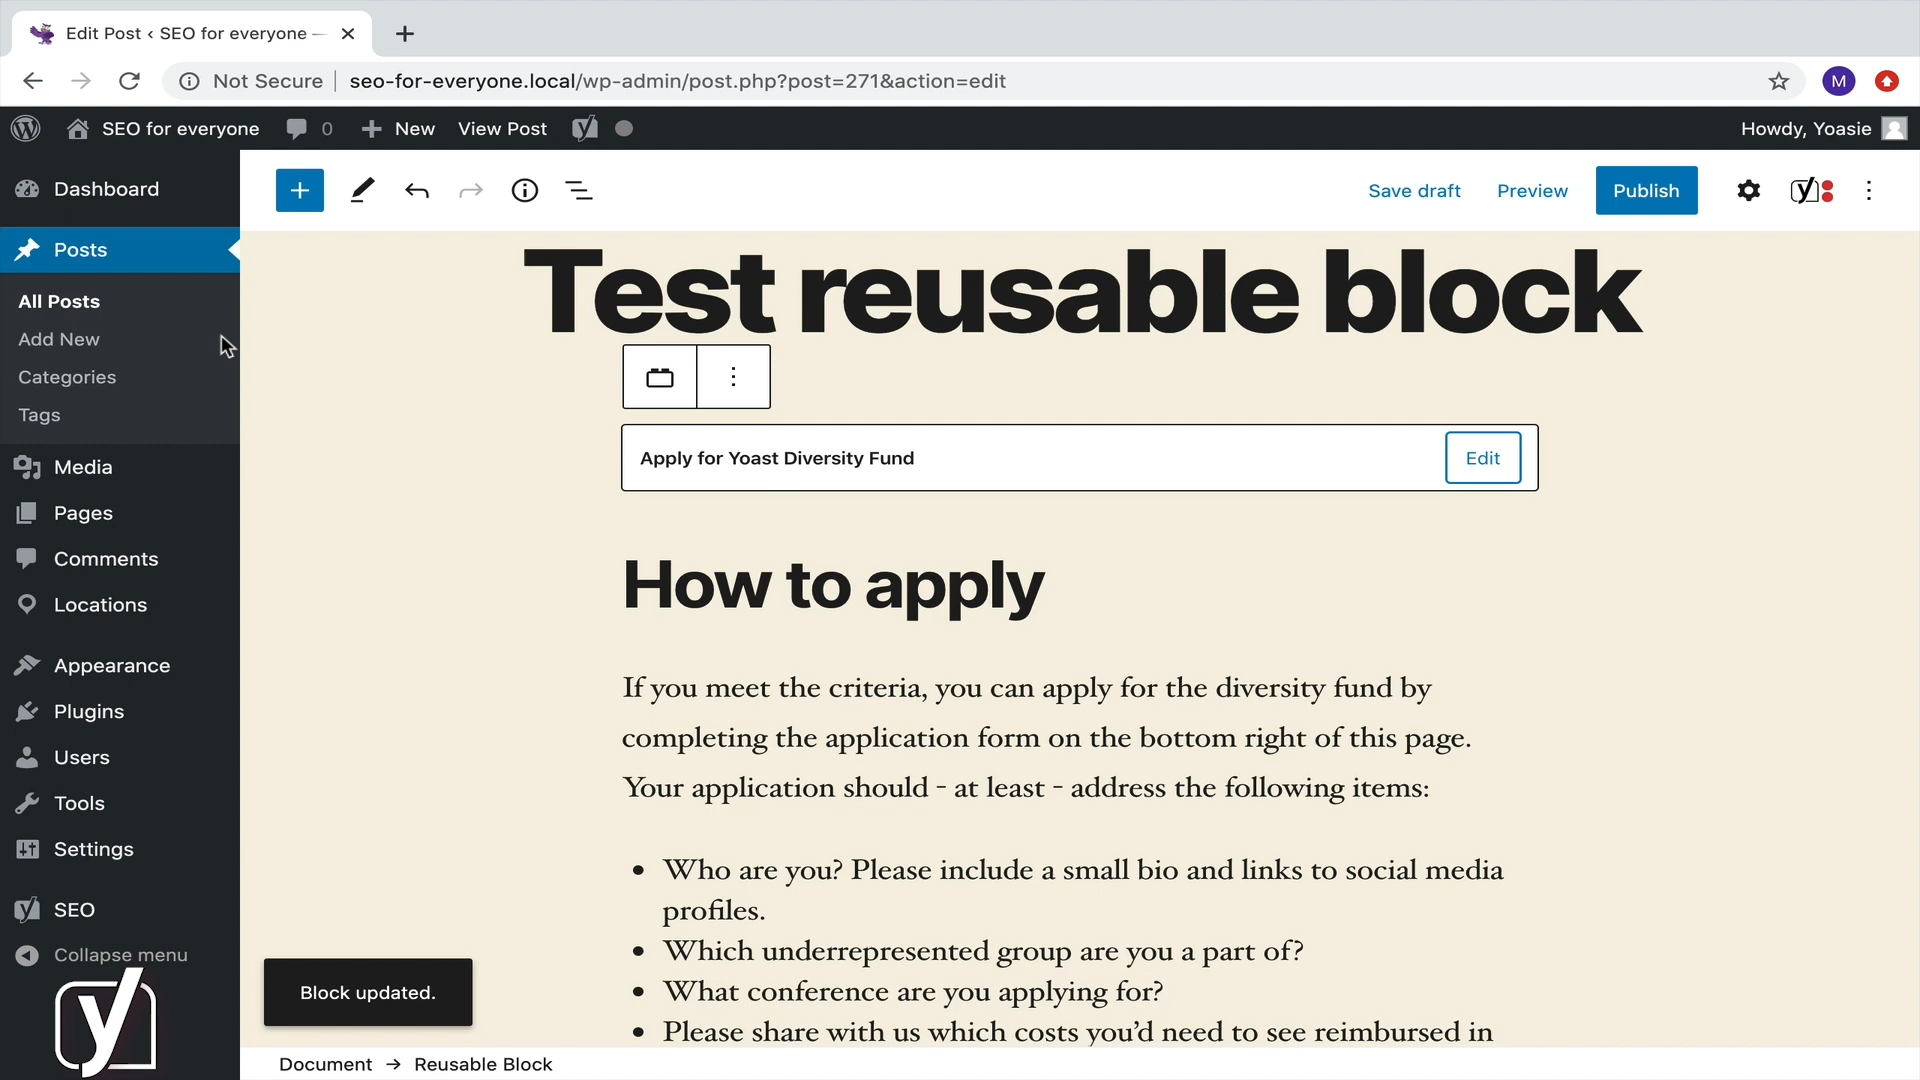 Edit Post ‹ SEO for everyone —
Not Secure
seo-for-everyone.local/wp-admin/post.php?post=271&action=edit
M
SEO for everyone
0
New
View Post
Howdy, Yoasie
Dashboard
Posts
All Posts
Add New
Categories
Tags
Media
Pages
Comments
Locations
Appearance
Plugins
Users
Tools
Settings
SEO
Collapse menu
Save draft
Preview
Publish
Test reusable block
Apply for Yoast Diversity Fund
Edit
How to apply
If you meet the criteria, you can apply for the diversity fund by
completing the application form on the bottom right of this page.
Your application should - at least - address the following items:
• Who are you? Please include a small bio and links to social media
profiles.
• Which underrepresented group are you a part of?
• What conference are you applying for?
• Please share with us which costs you’d need to see reimbursed in
Block updated.
Document → Reusable Block